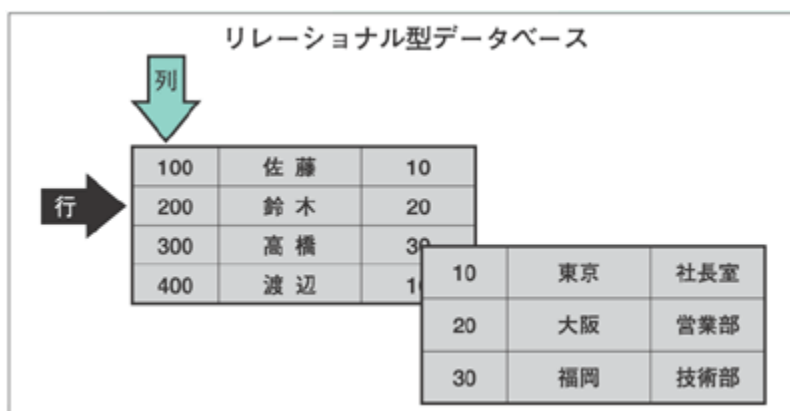 リレーショナル型データベース
列
行
100 佐 藤 10
200 鈴 木 20
300 高 橋 30
400 渡 辺 1
10 東京 社長室
20 大阪 営業部
30 福岡 技術部